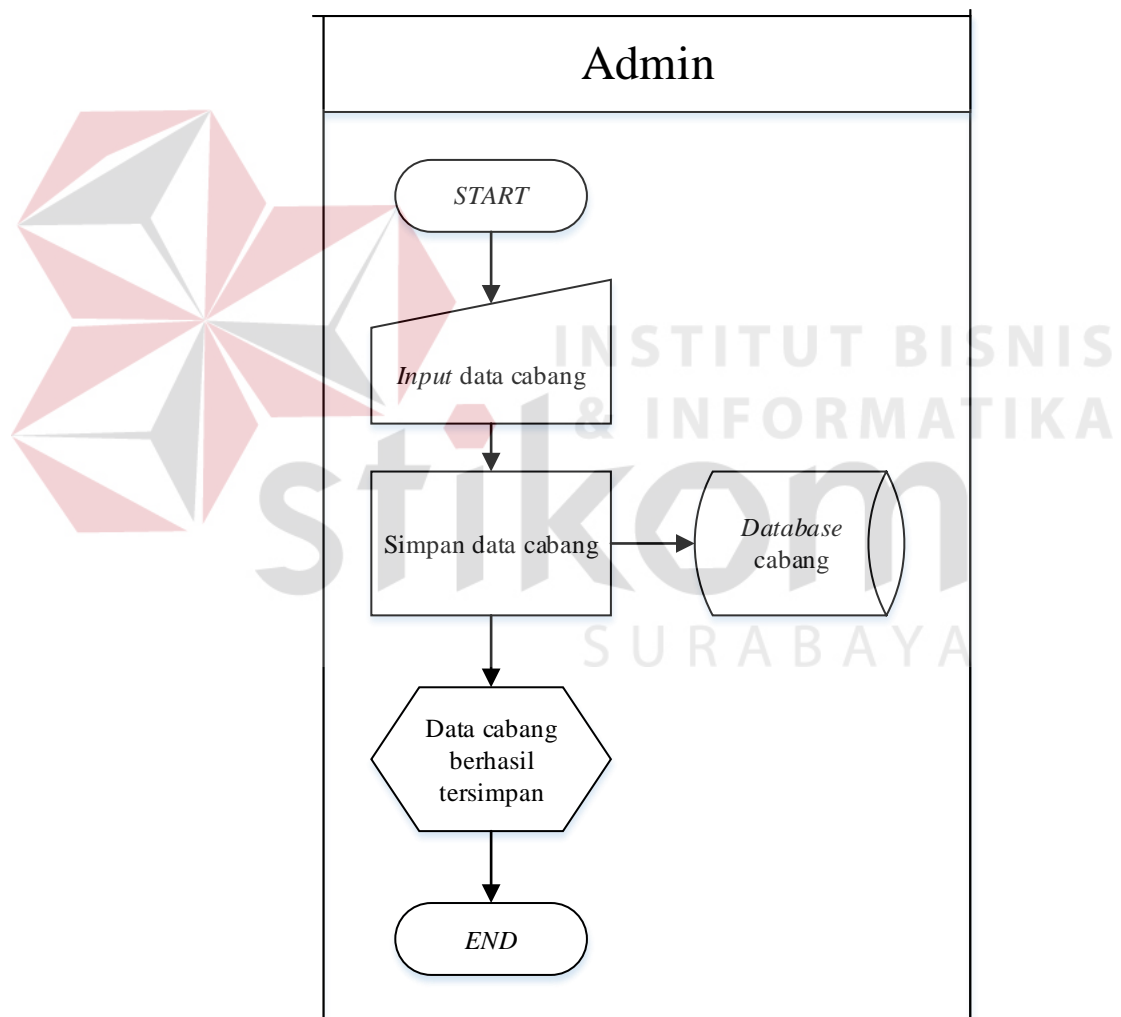 Admin
START
Input data cabang
Simpan data cabang
Database
cabang
Data cabang
berhasil
tersimpan
END
INSTITUT BISNIS
& INFORMATIKA
stikom
SURABAYA